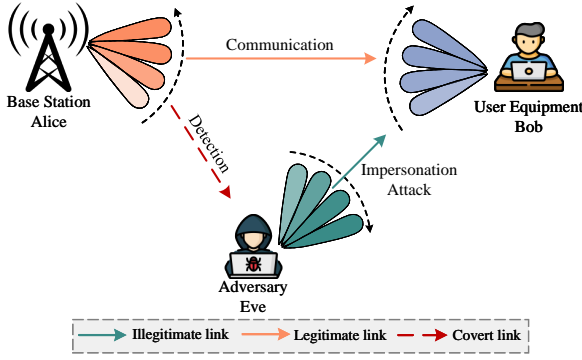 Communication
Base Station
Alice
User Equipment
Bob
Detection
Impersonation
Attack
Adversary
Eve
Illegitimate link
Legitimate link
Covert link